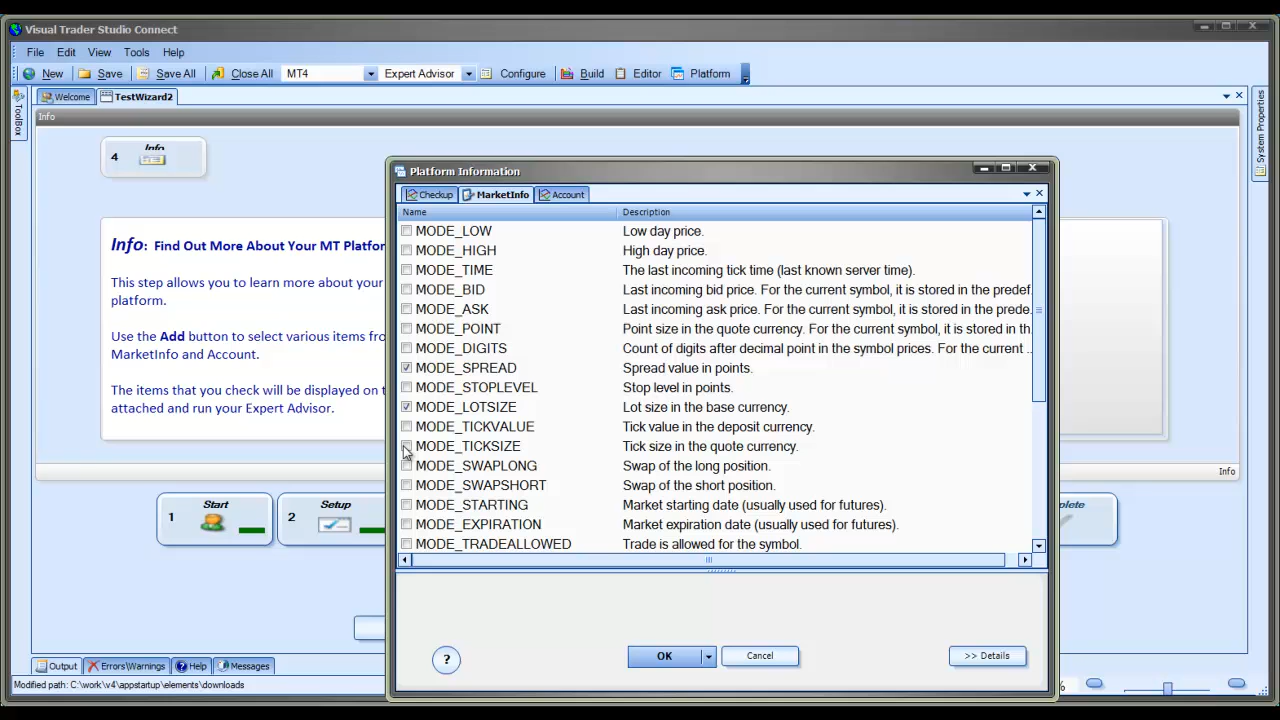 Visual Trader Studio Connect
File Edit View Tools Help
New Save Save All Close All MT4 Expert Advisor Configure Build Editor Platform
Welcome TestWizard2
ToolBox
System Properties
Info
4 Info
Info: Find Out More About Your MT Platfor
This step allows you to learn more about your
platform.
Use the Add button to select various items fro
MarketInfo and Account.
The items that you check will be displayed on t
attached and run your Expert Advisor.
Info
1 Start
2 Setup
plete
Platform Information
Checkup MarketInfo Account
Name Description
MODE_LOW Low day price.
MODE_HIGH High day price.
MODE_TIME The last incoming tick time (last known server time).
MODE_BID Last incoming bid price. For the current symbol, it is stored in the predef.
MODE_ASK Last incoming ask price. For the current symbol, it is stored in the prede.
MODE_POINT Point size in the quote currency. For the current symbol, it is stored in th.
MODE_DIGITS Count of digits after decimal point in the symbol prices. For the current ...
MODE_SPREAD Spread value in points.
MODE_STOPLEVEL Stop level in points.
MODE_LOTSIZE Lot size in the base currency.
MODE_TICKVALUE Tick value in the deposit currency.
MODE_TICKSIZE Tick size in the quote currency.
MODE_SWAPLONG Swap of the long position.
MODE_SWAPSHORT Swap of the short position.
MODE_STARTING Market starting date (usually used for futures).
MODE_EXPIRATION Market expiration date (usually used for futures).
MODE_TRADEALLOWED Trade is allowed for the symbol.
? OK Cancel >> Details
Output Errors\Warnings Help Messages
Modified path: C:\work\v4\appstartup\elements\downloads
%